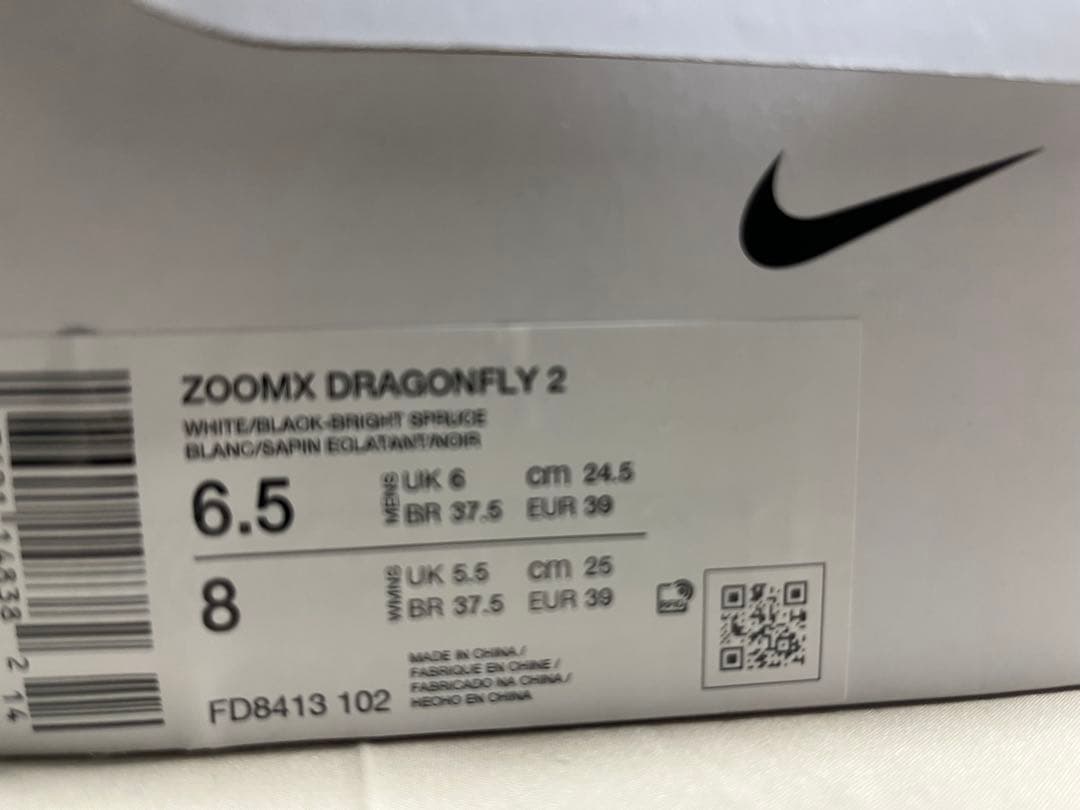 ZOOMX DRAGONFLY 2
WHITE/BLACK-BRIGHT SPRUCE
BLANC/SAPIN ECLATANT/NOIR
6.5 MENS UK 6 cm 24.5
BR 37.5 EUR 39
8 WMNS UK 5.5 cm 25
BR 37.5 EUR 39
MADE IN CHINA /
FABRIQUE EN CHINE /
FABRICADO NA CHINA /
HECHO EN CHINA
FD8413 102
2 14